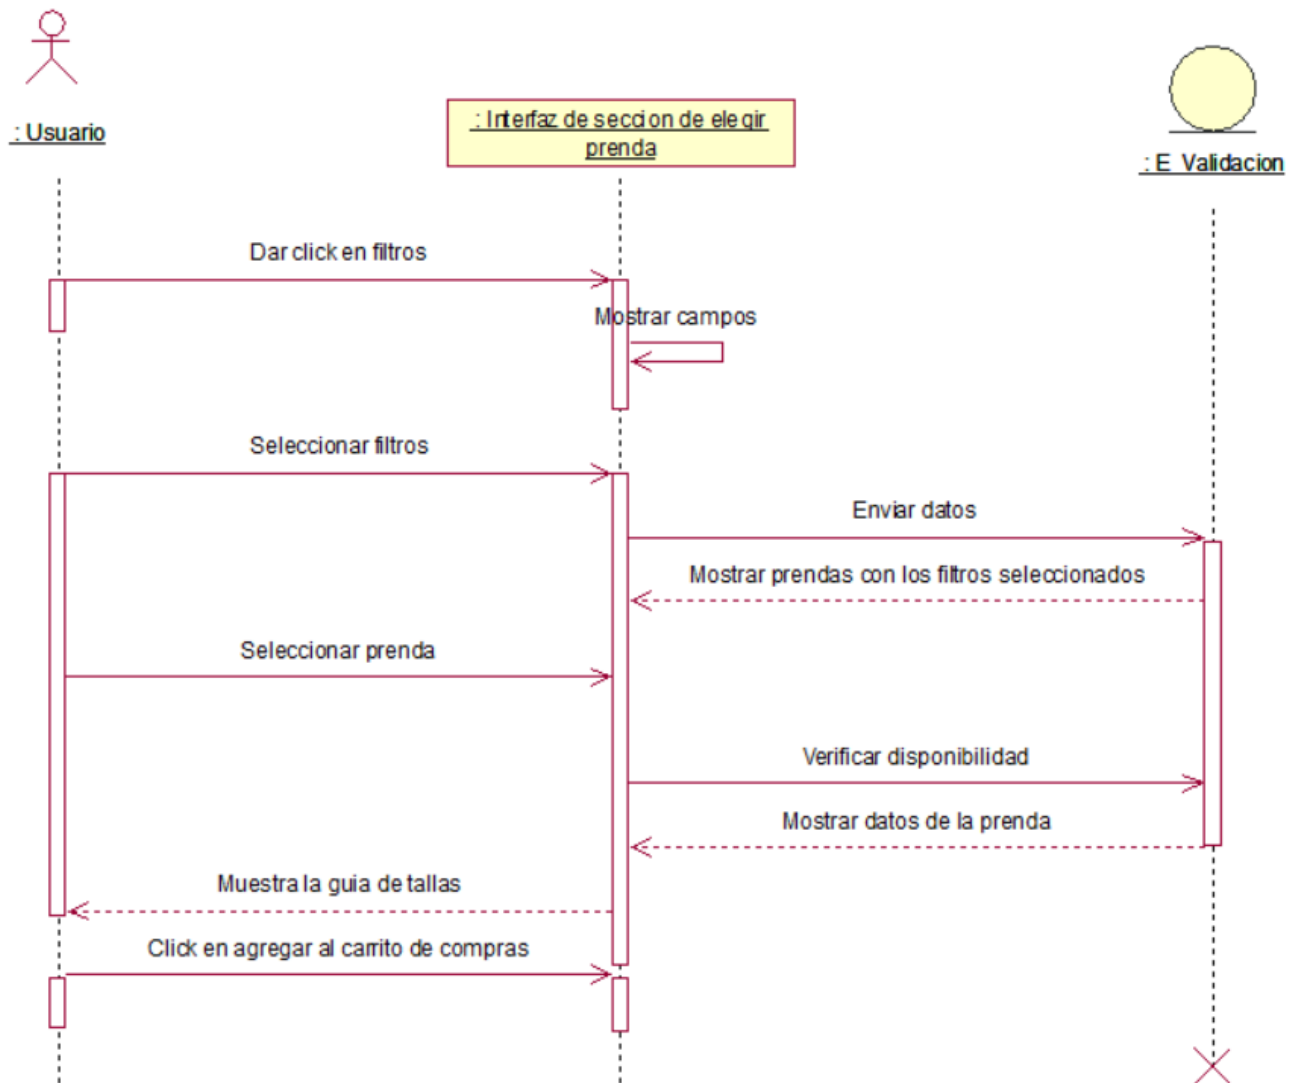 : Usuario
: Interfaz de seccion de elegir
prenda
: E_Validacion
Dar click en filtros
Mostrar campos
Seleccionar filtros
Enviar datos
Mostrar prendas con los filtros seleccionados
Seleccionar prenda
Verificar disponibilidad
Mostrar datos de la prenda
Muestra la guia de tallas
Click en agregar al carrito de compras